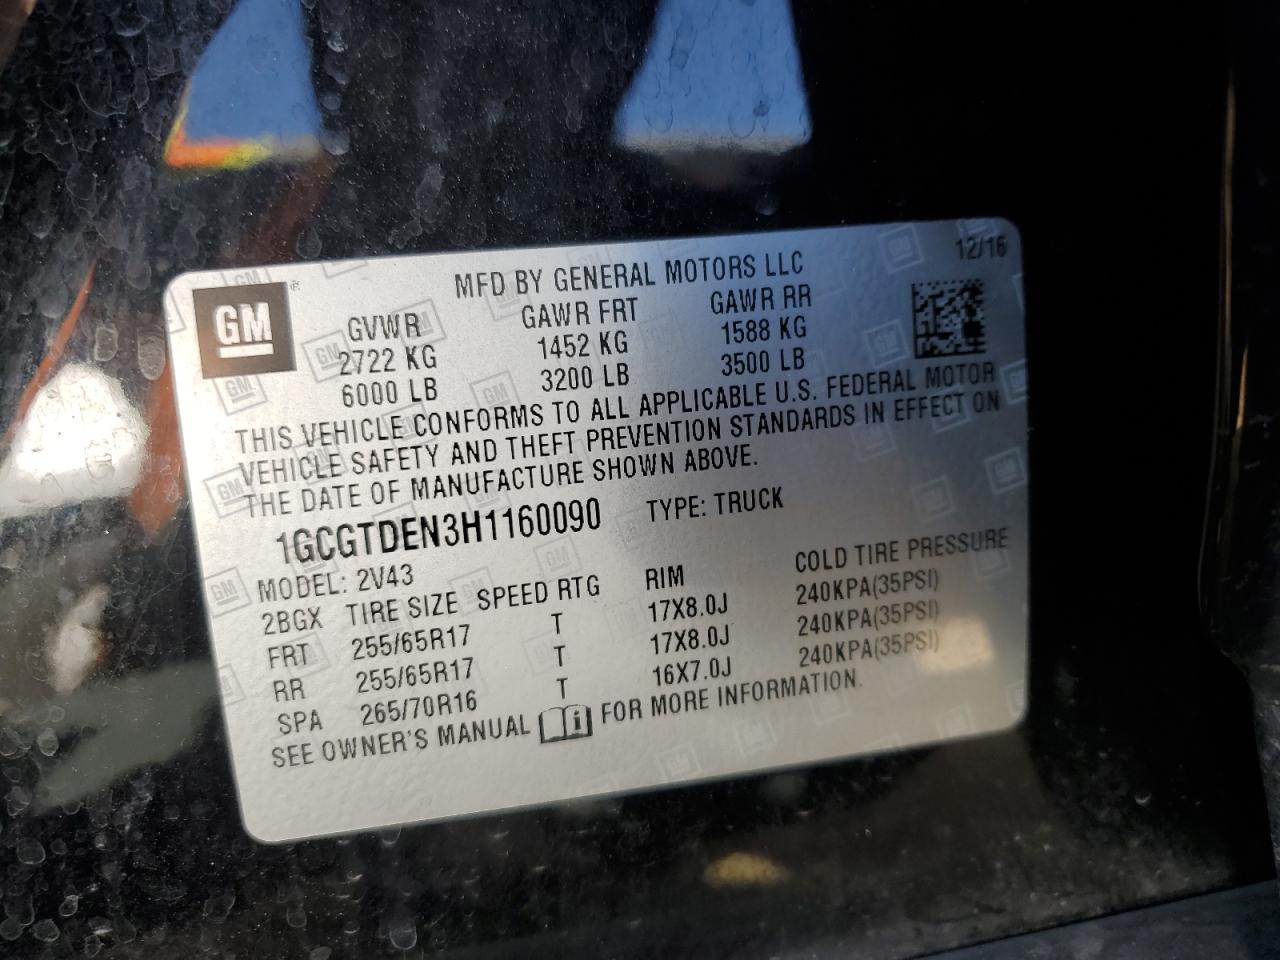 12/16
MFD BY GENERAL MOTORS LLC
GM
GVWR GAWR FRT GAWR RR
2722 KG 1452 KG 1588 KG
6000 LB 3200 LB 3500 LB
THIS VEHICLE CONFORMS TO ALL APPLICABLE U.S. FEDERAL MOTOR
VEHICLE SAFETY AND THEFT PREVENTION STANDARDS IN EFFECT ON
THE DATE OF MANUFACTURE SHOWN ABOVE.
1GCGTDEN3H1160090 TYPE: TRUCK
MODEL: 2V43
2BGX TIRE SIZE SPEED RTG RIM COLD TIRE PRESSURE
FRT 255/65R17 T 17X8.0J 240KPA(35PSI)
RR 255/65R17 T 17X8.0J 240KPA(35PSI)
SPA 265/70R16 T 16X7.0J 240KPA(35PSI)
SEE OWNER'S MANUAL i FOR MORE INFORMATION.